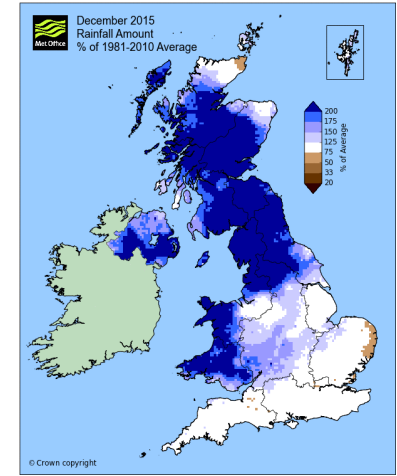 Met Office
December 2015
Rainfall Amount
% of 1981-2010 Average
200
175
150
125
75
50
33
20
% of Average
© Crown copyright